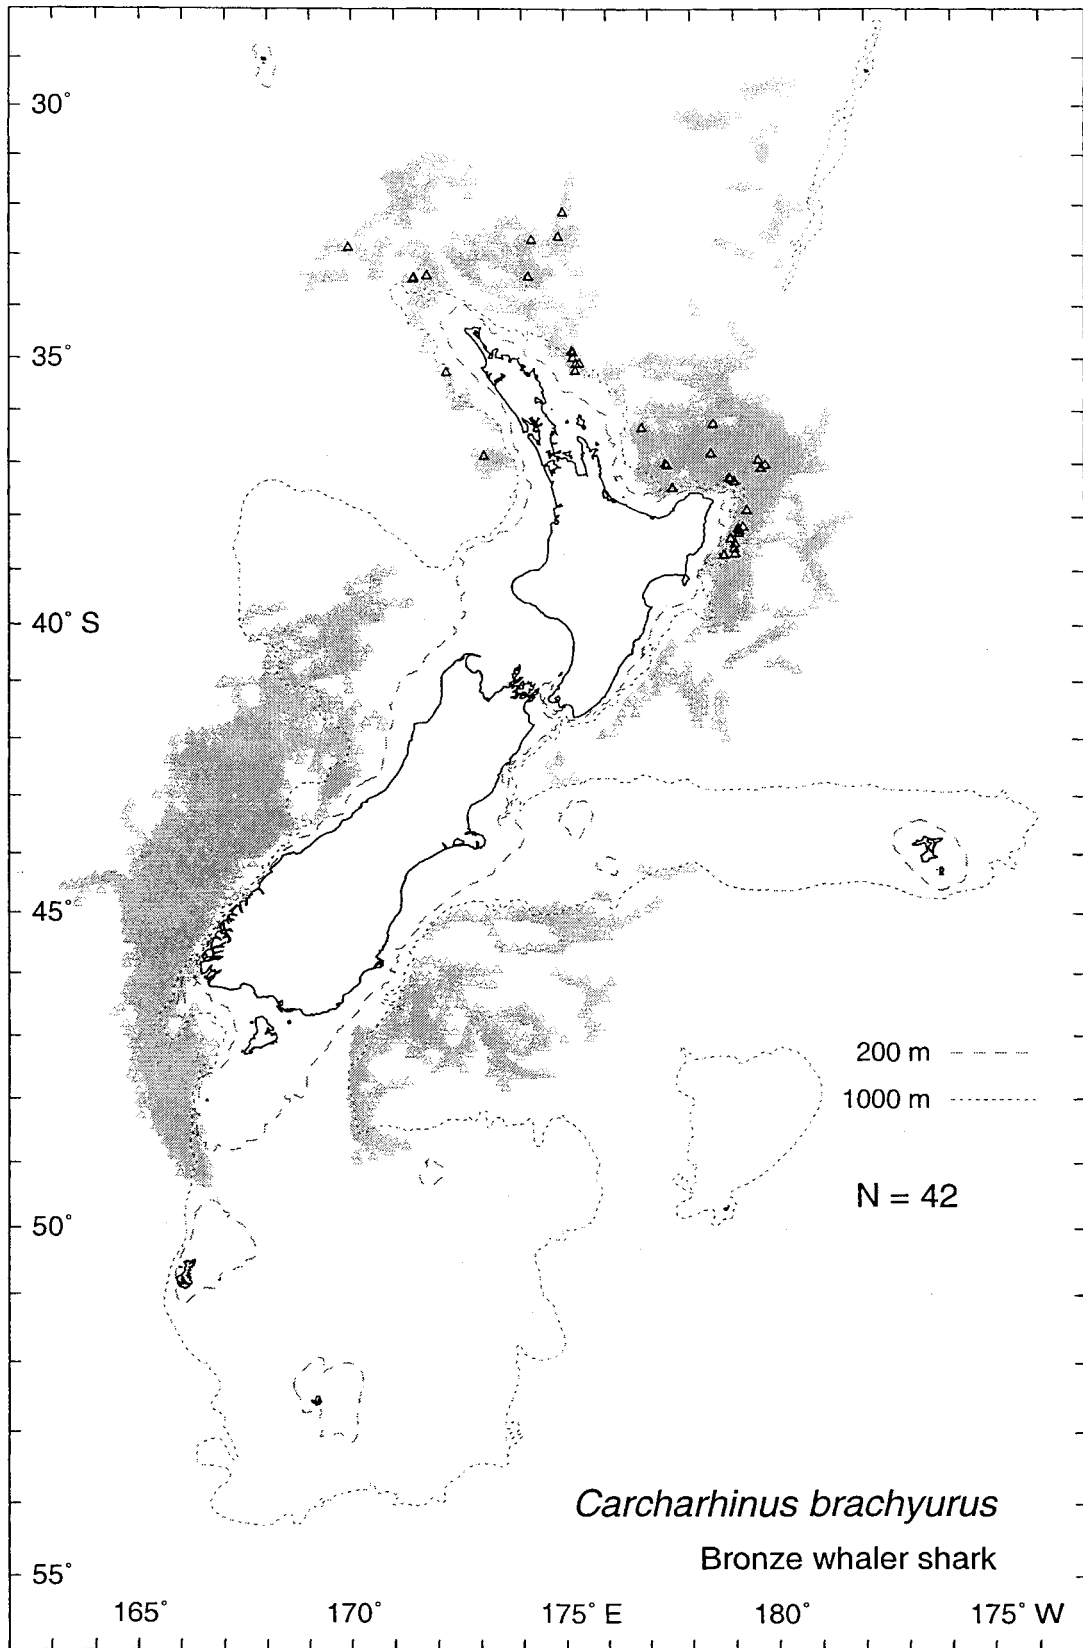 30°
35°
40° S
45°
200 m
1000 m
N = 42
50°
Carcharhinus brachyurus
Bronze whaler shark
55°
165° 170° 175° E 180° 175° W